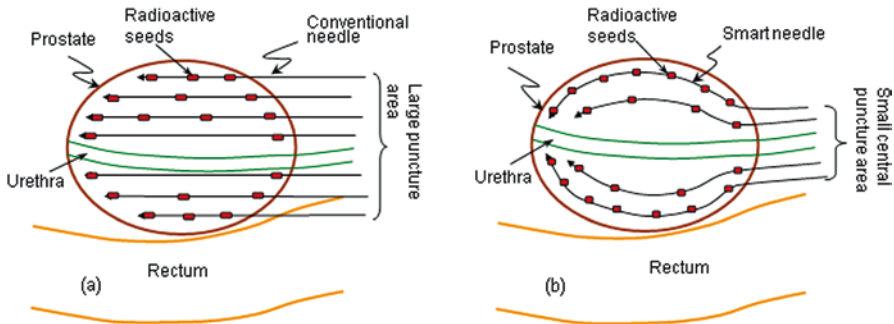 Prostate
Radioactive
seeds
Conventional
needle
Large puncture
area
Urethra
Rectum
(a)
Prostate
Radioactive
seeds
Smart needle
Small central
puncture area
Urethra
Rectum
(b)